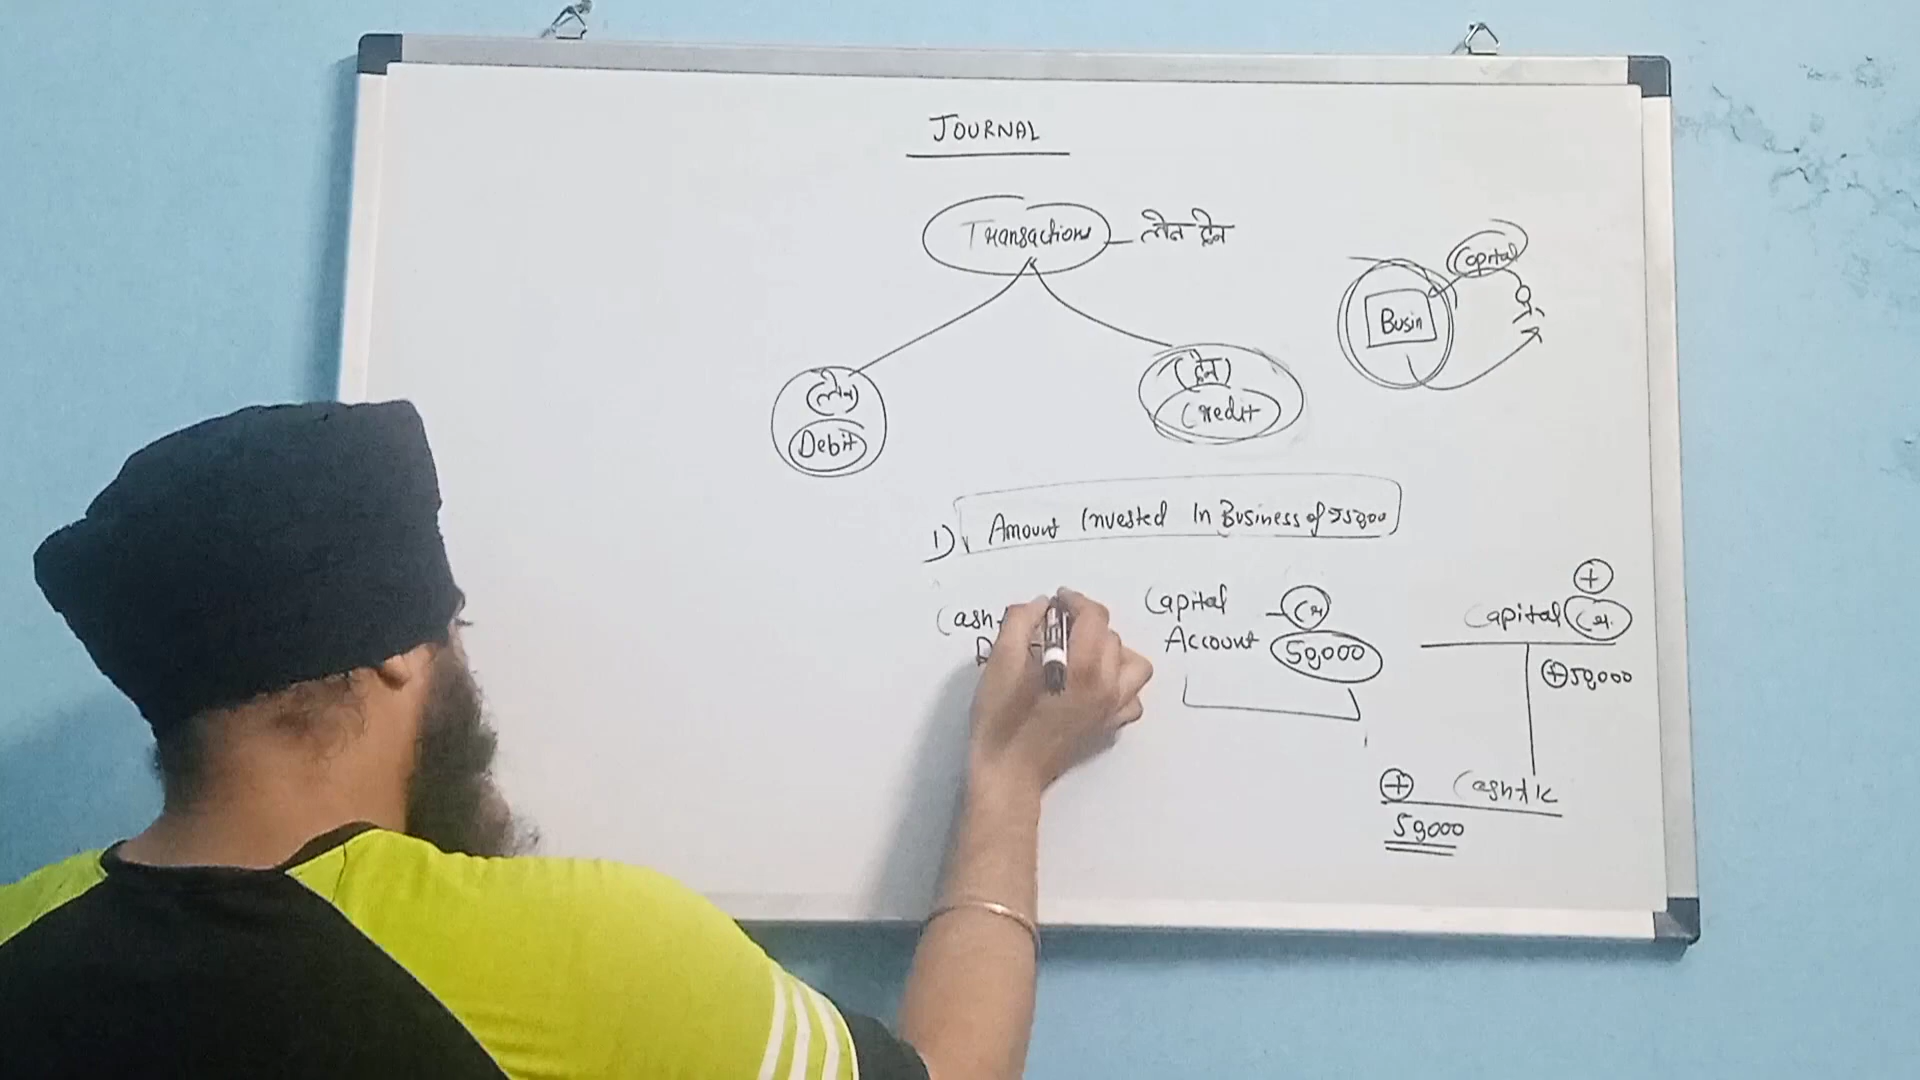 JOURNAL
Transactions — लेन देन
Capital
Busin
(लेन)
Debit
(देन)
Credit
1) Amount Invested In Business of 50,000
Cash
Capital — Cr
Account 50,000
+
Capital Cr.
+50,000
+ Cash A/c
50,000